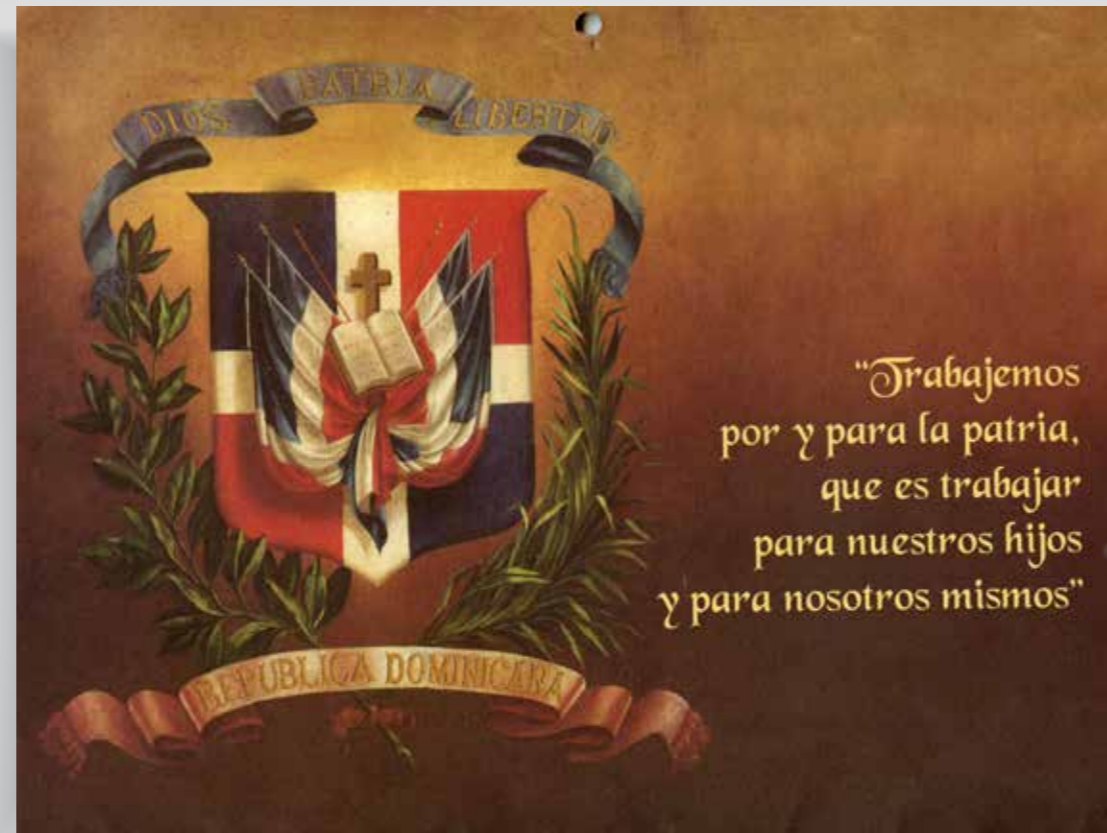 DIOS PATRIA LIBERTAD
“Trabajemos
por y para la patria,
que es trabajar
para nuestros hijos
y para nosotros mismos”
REPUBLICA DOMINICANA